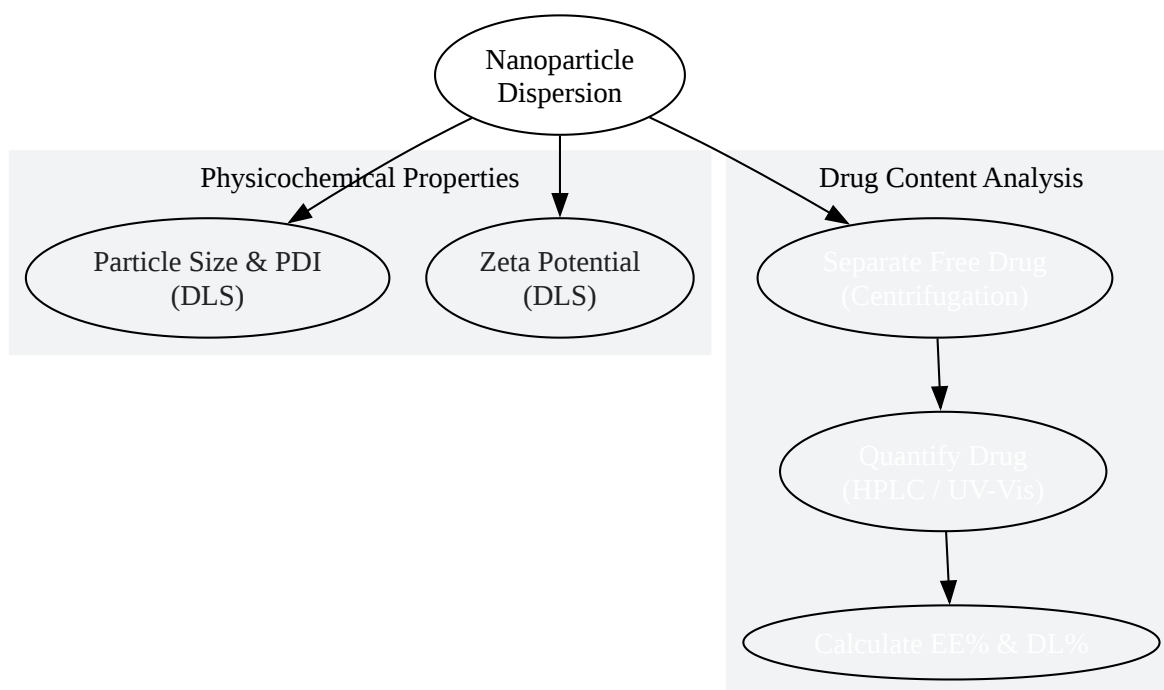 Nanoparticle
Dispersion
Physicochemical Properties
Drug Content Analysis
Particle Size & PDI
(DLS)
Zeta Potential
(DLS)
Separate Free Drug
(Centrifugation)
Quantify Drug
(HPLC / UV-Vis)
Calculate EE% & DL%